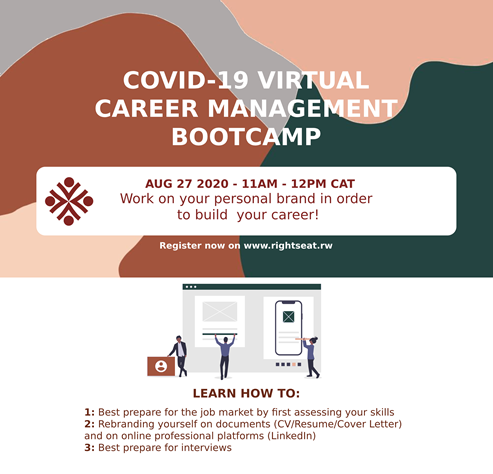 COVID-19 VIRTUAL
CAREER MANAGEMENT
BOOTCAMP
AUG 27 2020 - 11AM - 12PM CAT
Work on your personal brand in order
to build your career!
Register now on www.rightseat.rw
LEARN HOW TO:
1: Best prepare for the job market by first assessing your skills
2: Rebranding yourself on documents (CV/Resume/Cover Letter)
and on online professional platforms (LinkedIn)
3: Best prepare for interviews